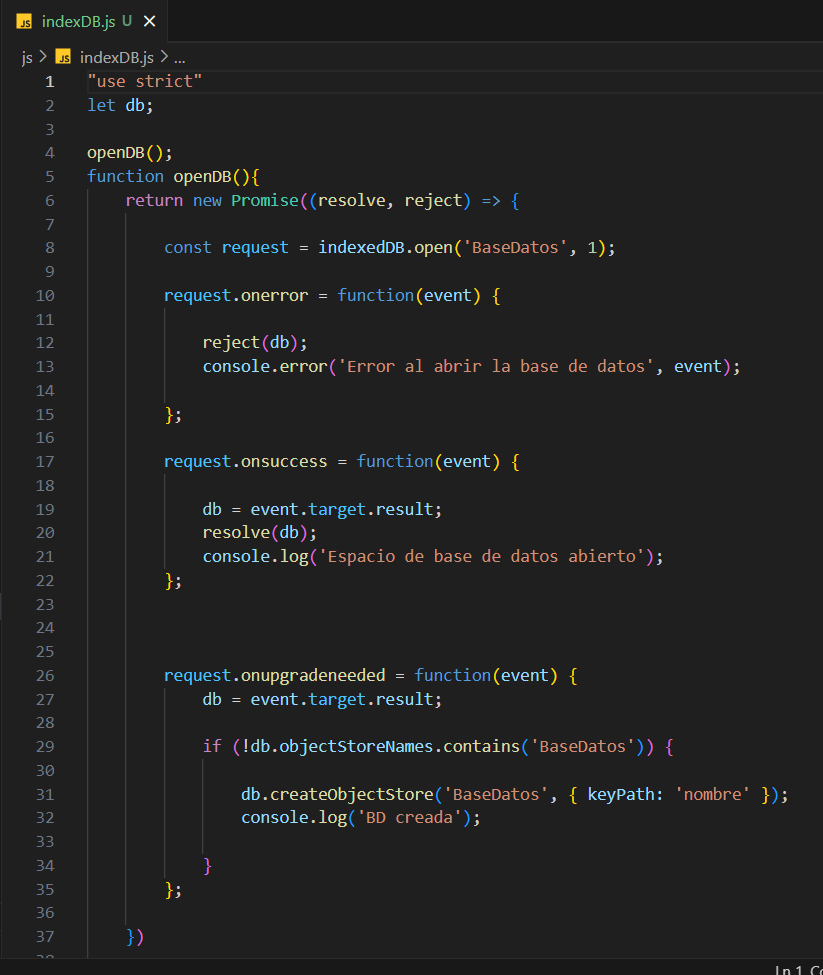 JS indexDB.js U ×
js > JS indexDB.js > ...
1 "use strict"
2 let db;
3
4 openDB();
5 function openDB(){
6     return new Promise((resolve, reject) => {
7
8         const request = indexedDB.open('BaseDatos', 1);
9
10         request.onerror = function(event) {
11
12             reject(db);
13             console.error('Error al abrir la base de datos', event);
14
15         };
16
17         request.onsuccess = function(event) {
18
19             db = event.target.result;
20             resolve(db);
21             console.log('Espacio de base de datos abierto');
22         };
23
24
25
26         request.onupgradeneeded = function(event) {
27             db = event.target.result;
28
29             if (!db.objectStoreNames.contains('BaseDatos')) {
30
31                 db.createObjectStore('BaseDatos', { keyPath: 'nombre' });
32                 console.log('BD creada');
33
34             }
35         };
36
37     })
Ln 1,